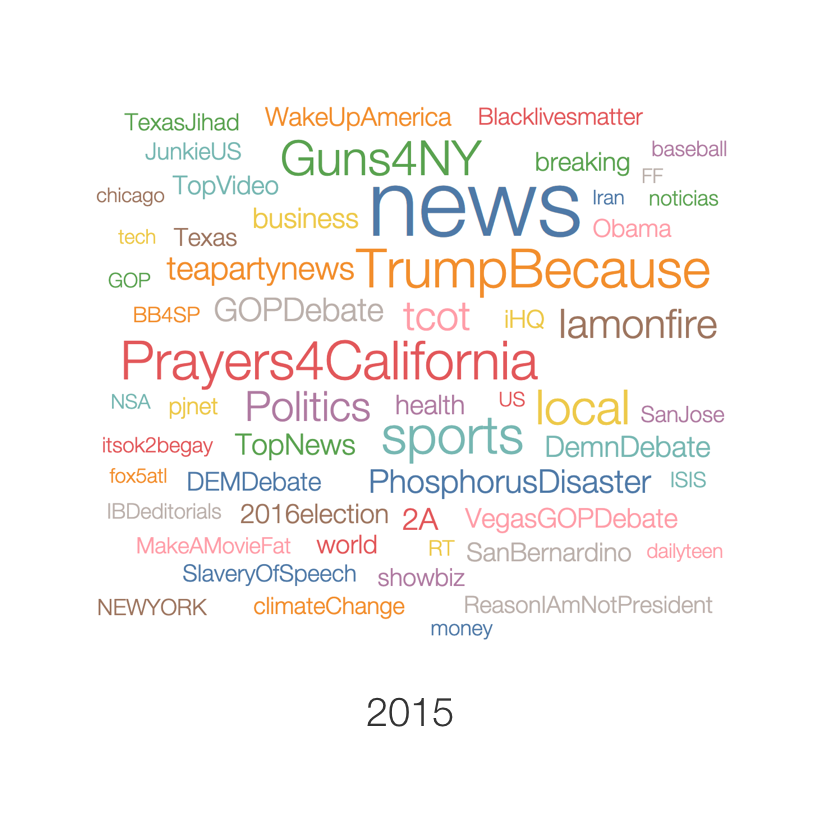 TexasJihad WakeUpAmerica Blacklivesmatter
JunkieUS Guns4NY breaking baseball
chicago TopVideo news Iran FF noticias
tech Texas business Obama
GOP teapartynews TrumpBecause
BB4SP GOPDebate tcot iHQ Iamonfire
Prayers4California
NSA pjnet Politics health US local SanJose
itsok2begay TopNews sports DemnDebate
fox5atl DEMDebate PhosphorusDisaster ISIS
IBDeditorials 2016election 2A VegasGOPDebate
MakeAMovieFat world RT SanBernardino dailyteen
SlaveryOfSpeech showbiz
NEWYORK climateChange ReasonIAmNotPresident
money
2015